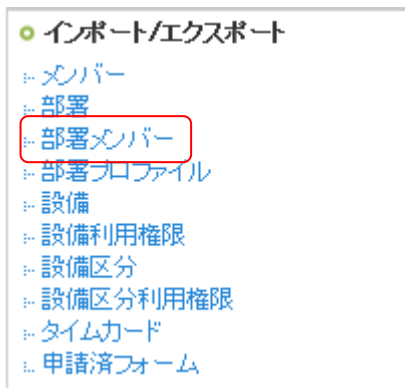 インポート/エクスポート
メンバー
部署
部署メンバー
部署プロファイル
設備
設備利用権限
設備区分
設備区分利用権限
タイムカード
申請済フォーム